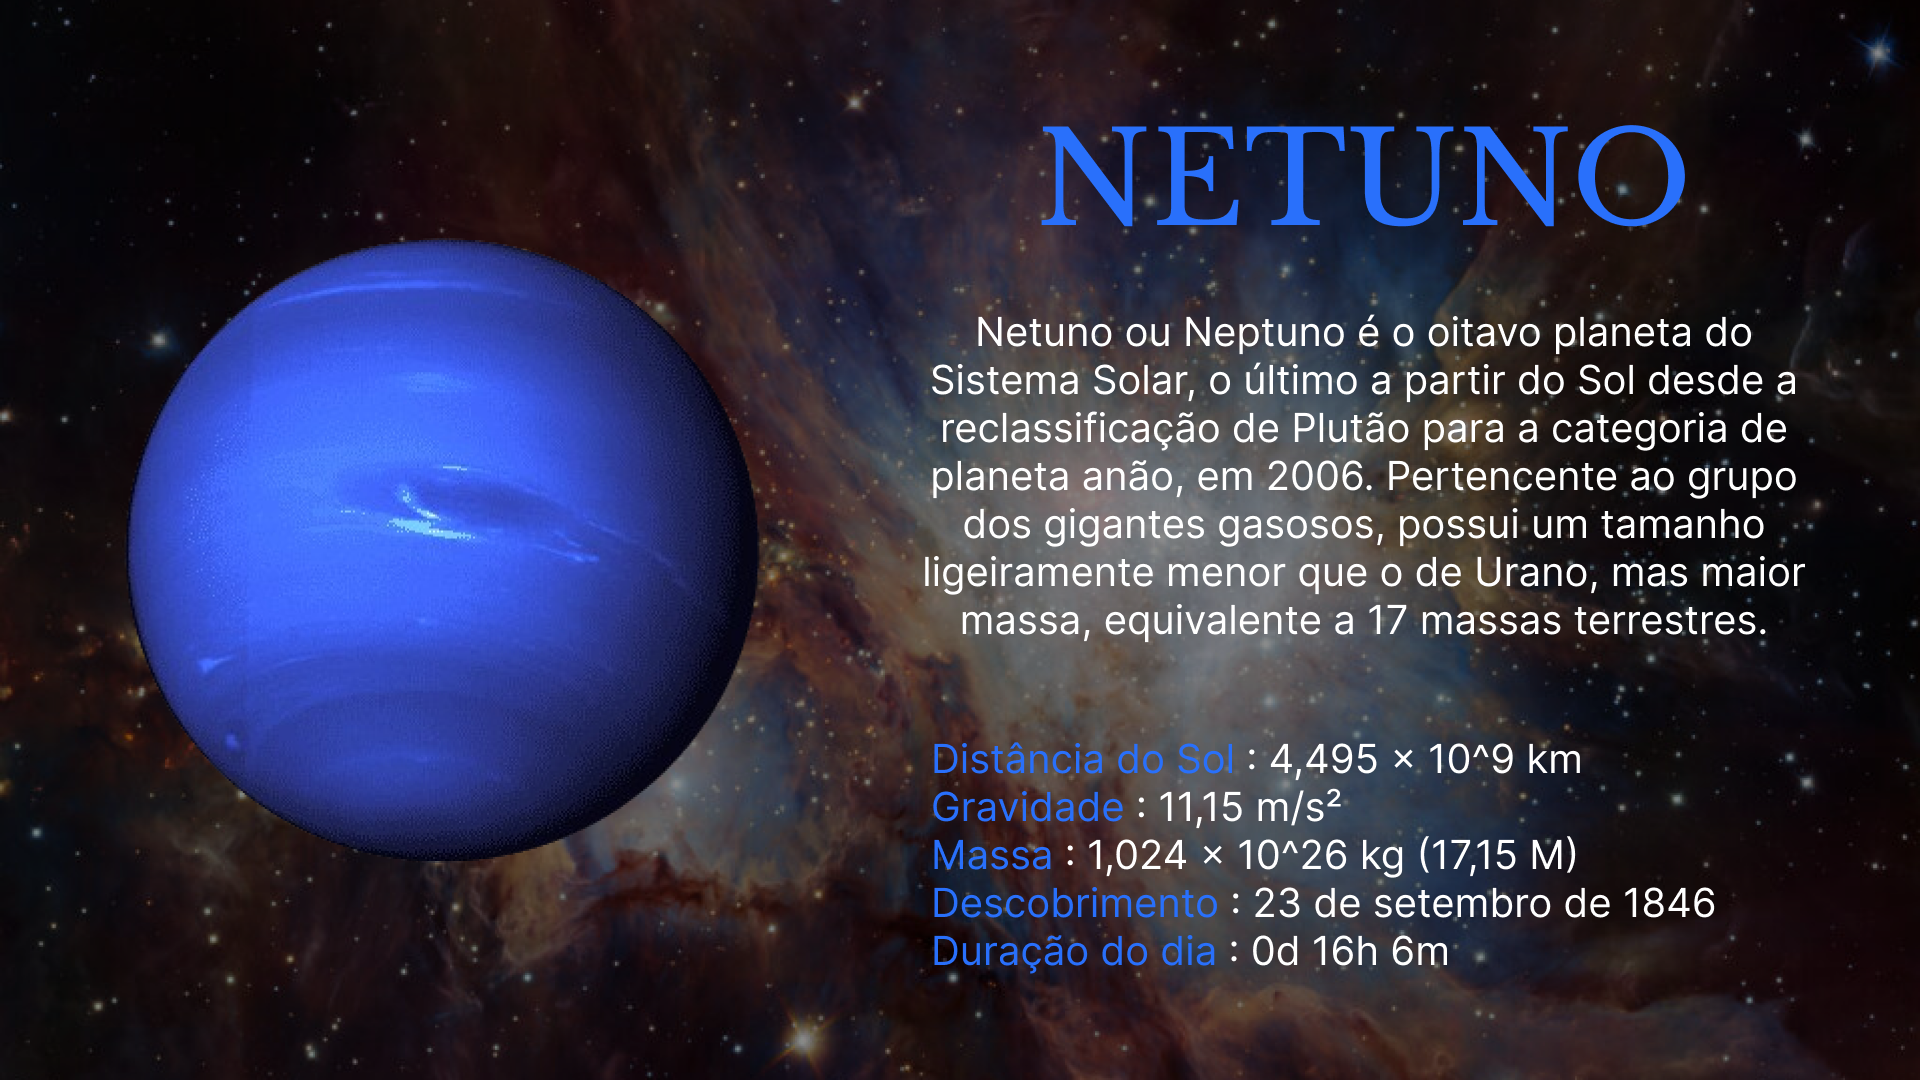 NETUNO
Netuno ou Neptuno é o oitavo planeta do
Sistema Solar, o último a partir do Sol desde a
reclassificação de Plutão para a categoria de
planeta anão, em 2006. Pertencente ao grupo
dos gigantes gasosos, possui um tamanho
ligeiramente menor que o de Urano, mas maior
massa, equivalente a 17 massas terrestres.
Distância do Sol : 4,495 × 10^9 km
Gravidade : 11,15 m/s²
Massa : 1,024 × 10^26 kg (17,15 M)
Descobrimento : 23 de setembro de 1846
Duração do dia : 0d 16h 6m